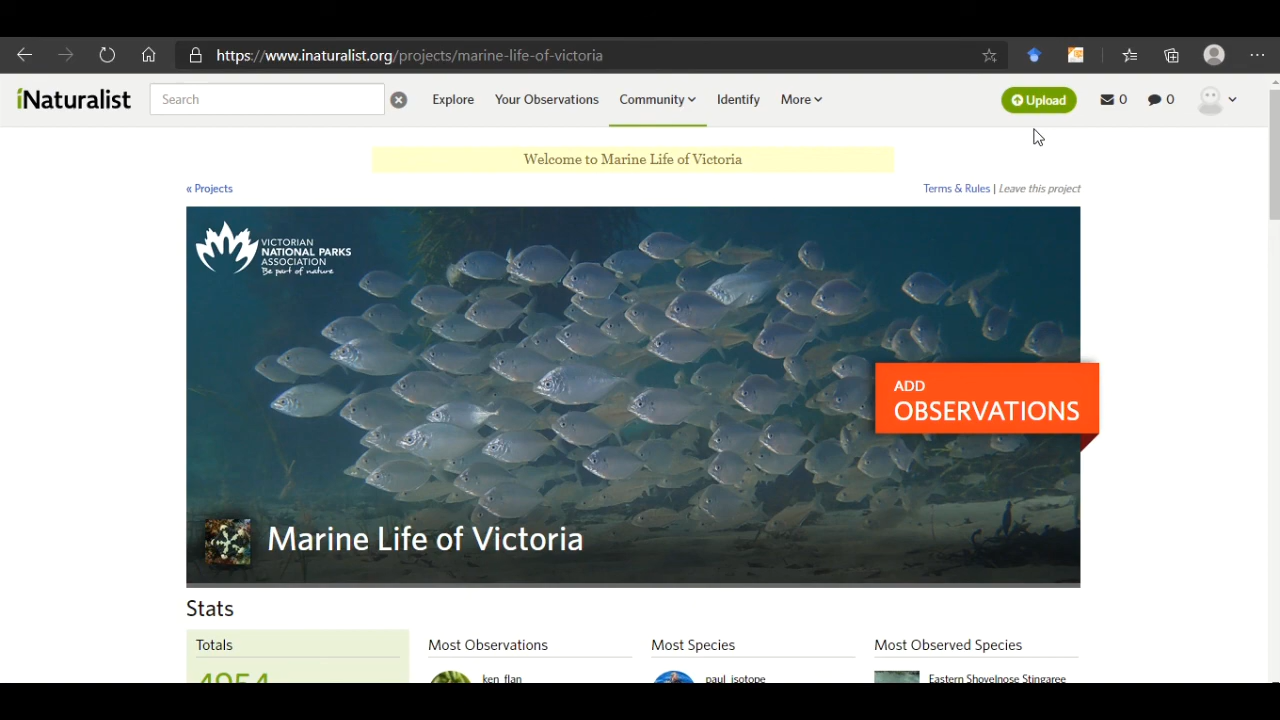 https://www.inaturalist.org/projects/marine-life-of-victoria
iNaturalist
Search
Explore
Your Observations
Community
Identify
More
Upload
0
0
Welcome to Marine Life of Victoria
« Projects
Terms & Rules | Leave this project
VICTORIAN
NATIONAL PARKS
ASSOCIATION
Be part of nature
ADD
OBSERVATIONS
Marine Life of Victoria
Stats
Totals
Most Observations
Most Species
Most Observed Species
4954
ken_flan
paul_isotope
Eastern Shovelnose Stingaree